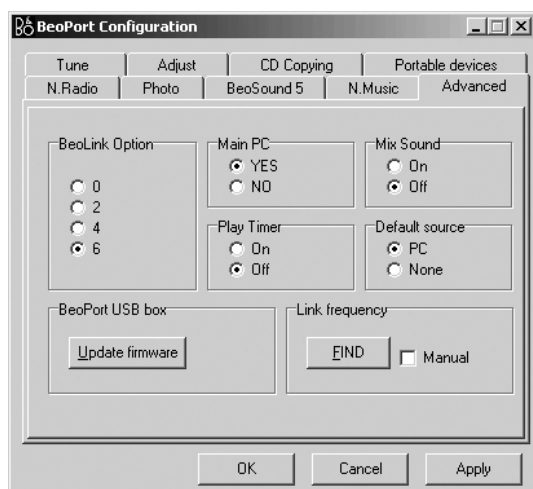 BeoPort Configuration
Tune Adjust CD Copying Portable devices
N.Radio Photo BeoSound 5 N.Music Advanced
BeoLink Option
0
2
4
6
Main PC
YES
NO
Mix Sound
On
Off
Play Timer
On
Off
Default source
PC
None
BeoPort USB box
Update firmware
Link frequency
FIND
Manual
OK Cancel Apply